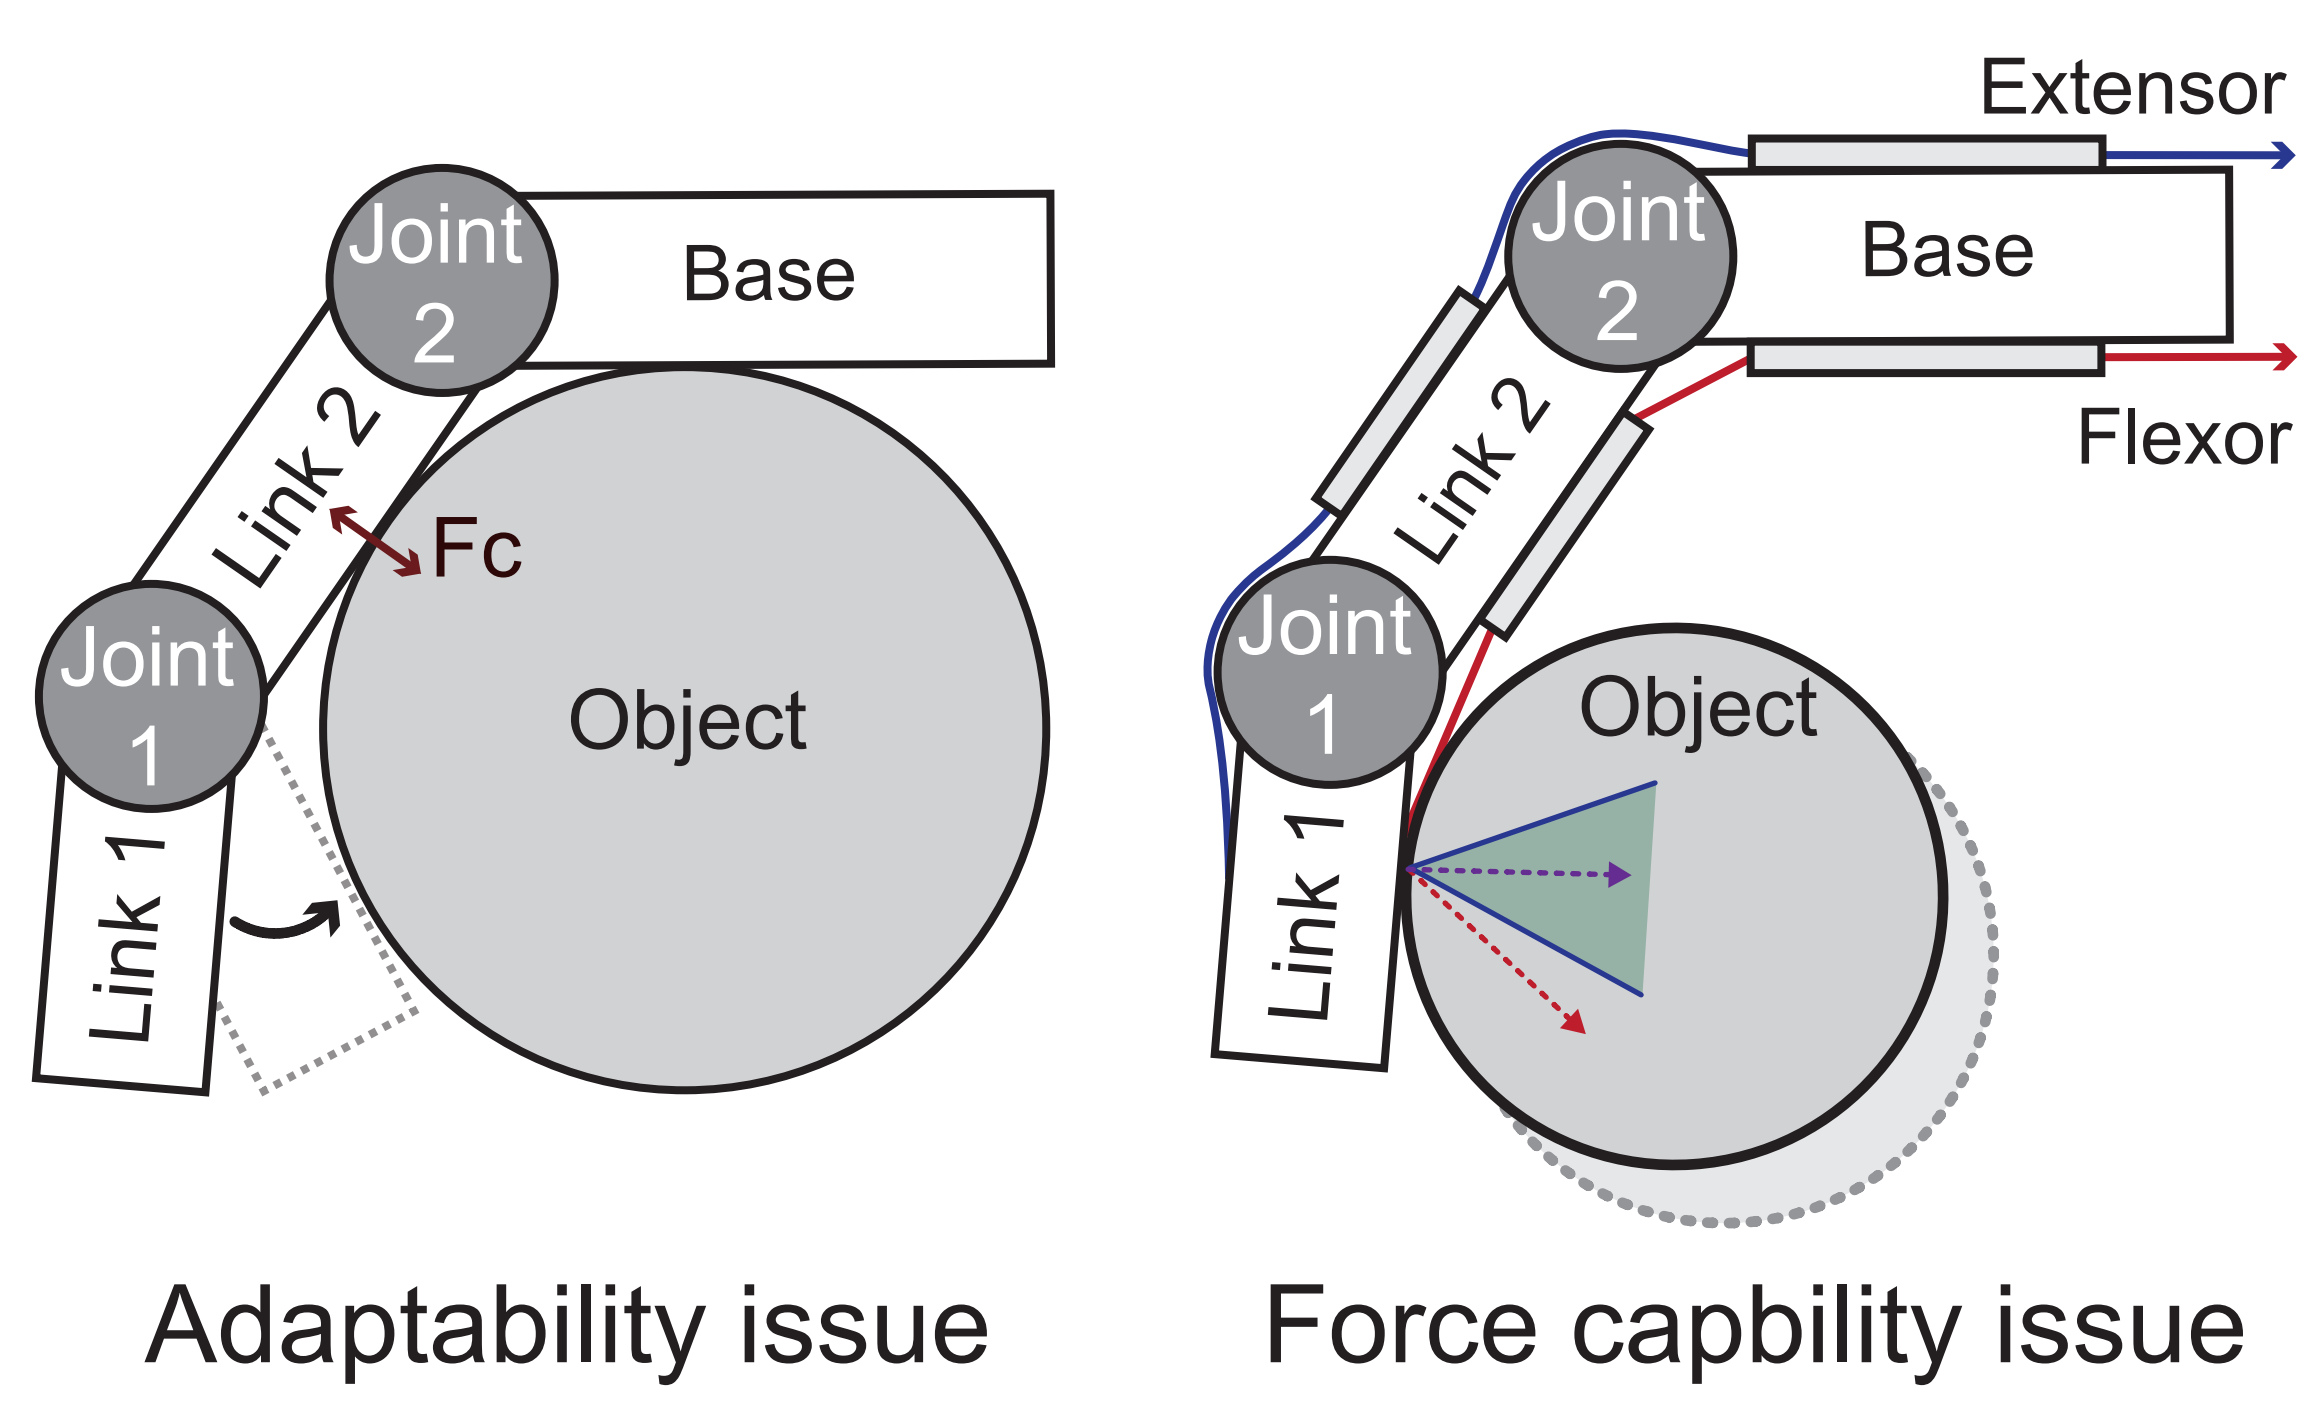 Joint
2
Base
Link 2
Fc
Joint
1
Link 1
Object
Adaptability issue
Extensor
Joint
2
Base
Flexor
Link 2
Joint
1
Link 1
Object
Force capbility issue